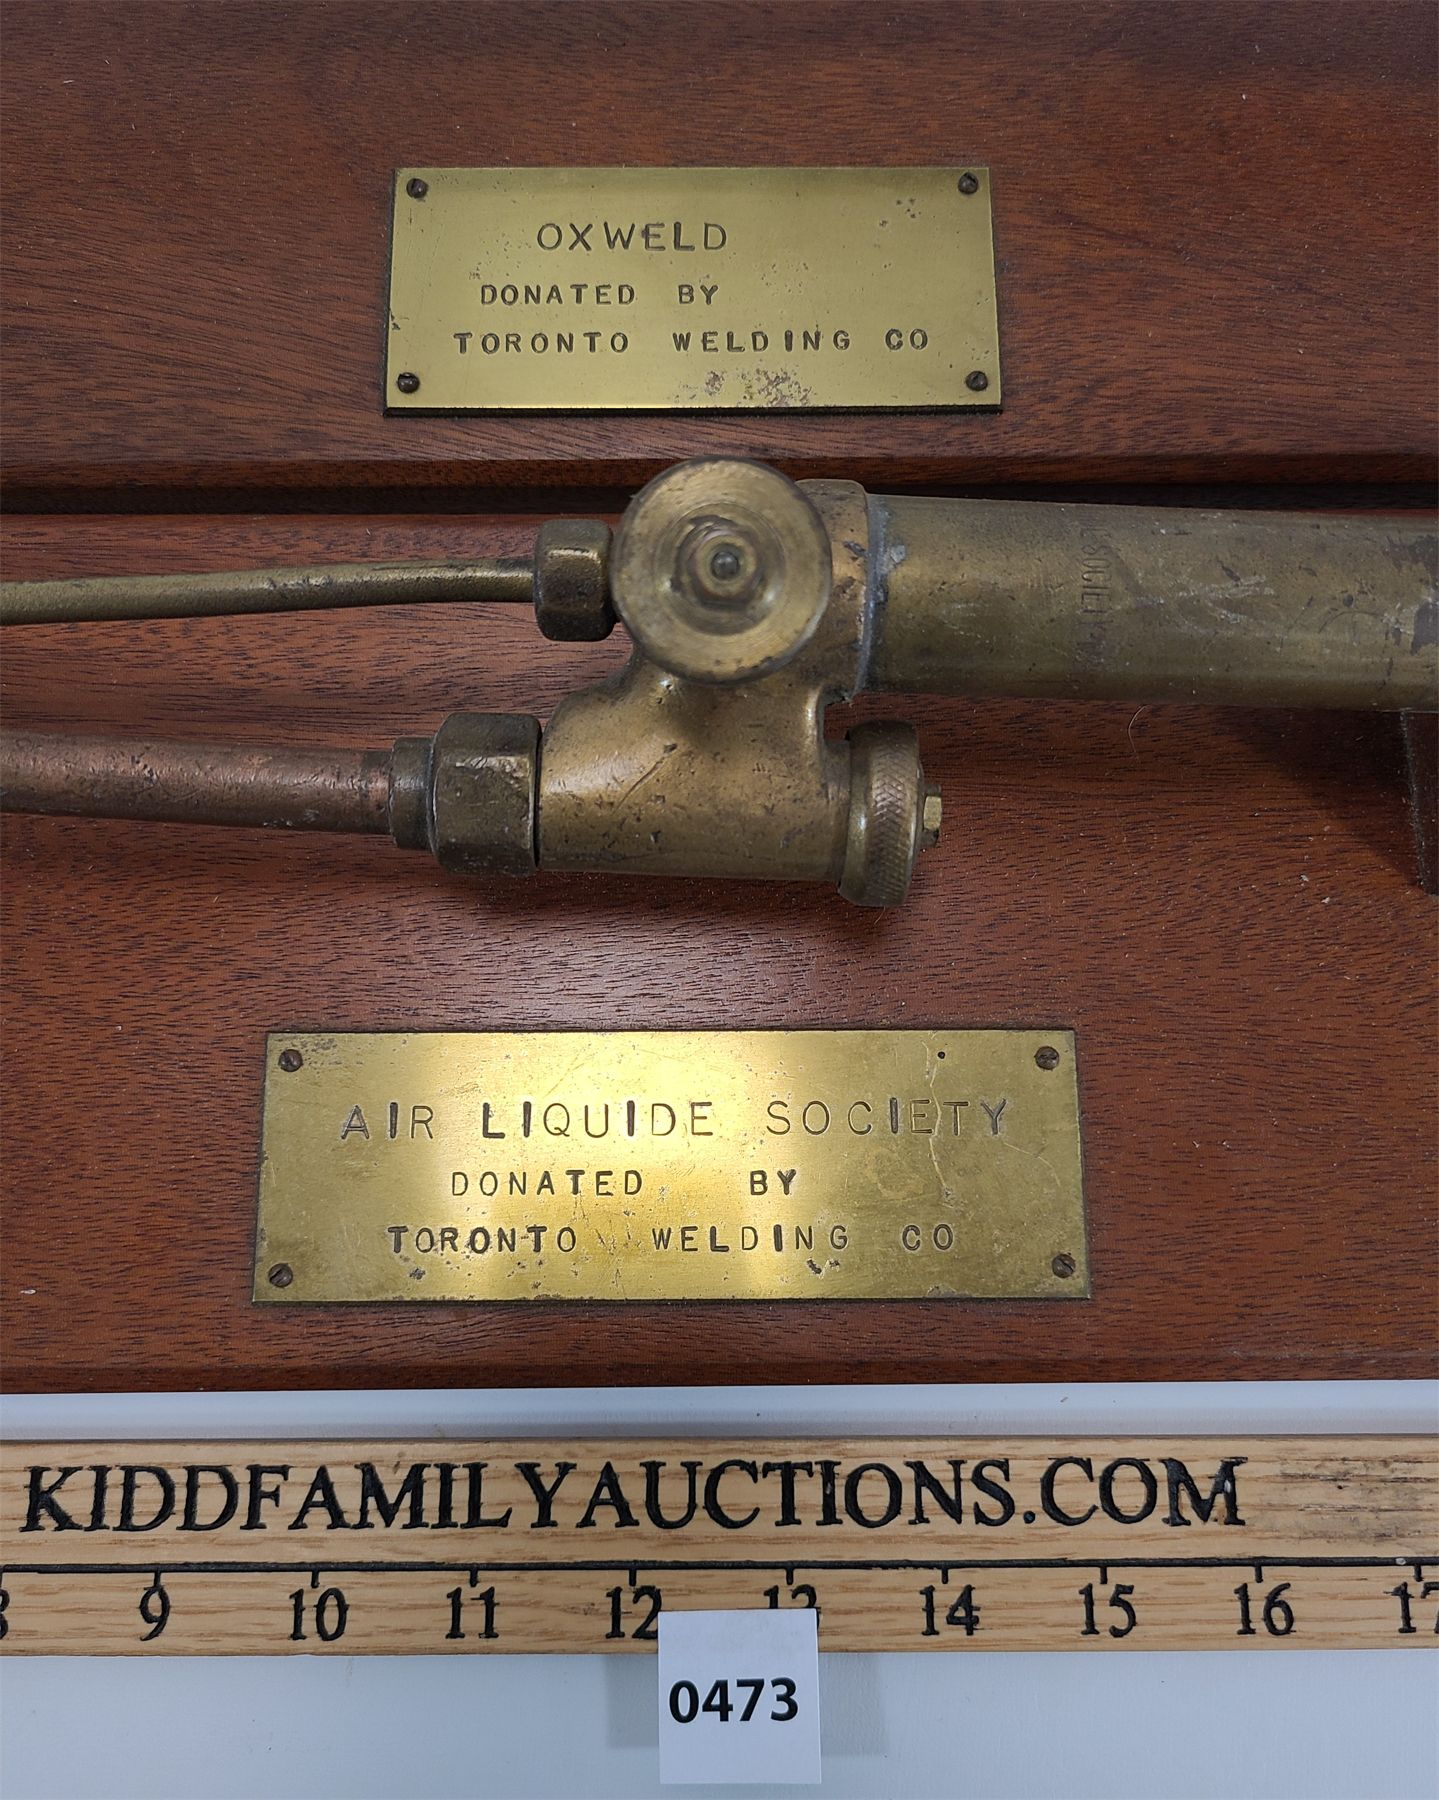 OXWELD
DONATED BY
TORONTO WELDING CO
AIR LIQUIDE SOCIETY
DONATED BY
TORONTO WELDING CO
KIDDFAMILYAUCTIONS.COM
8 9 10 11 12 13 14 15 16 17
0473